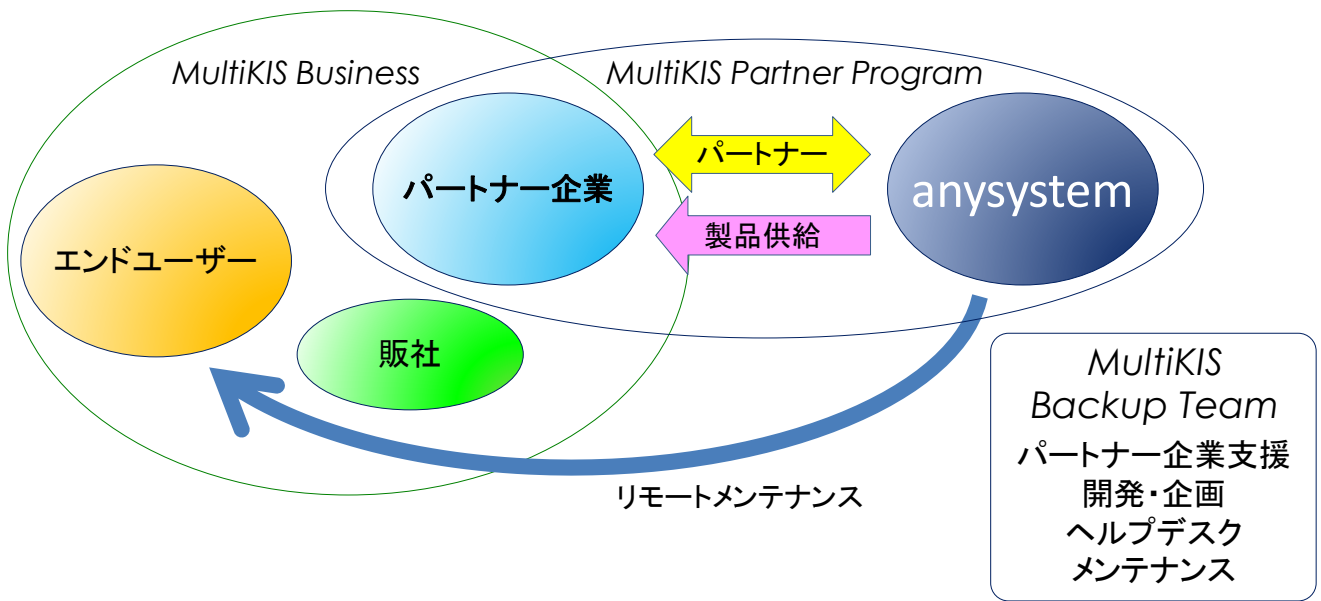 MultiKIS Business
MultiKIS Partner Program
パートナー
パートナー企業
anysystem
製品供給
エンドユーザー
販社
リモートメンテナンス
MultiKIS
Backup Team
パートナー企業支援
開発・企画
ヘルプデスク
メンテナンス